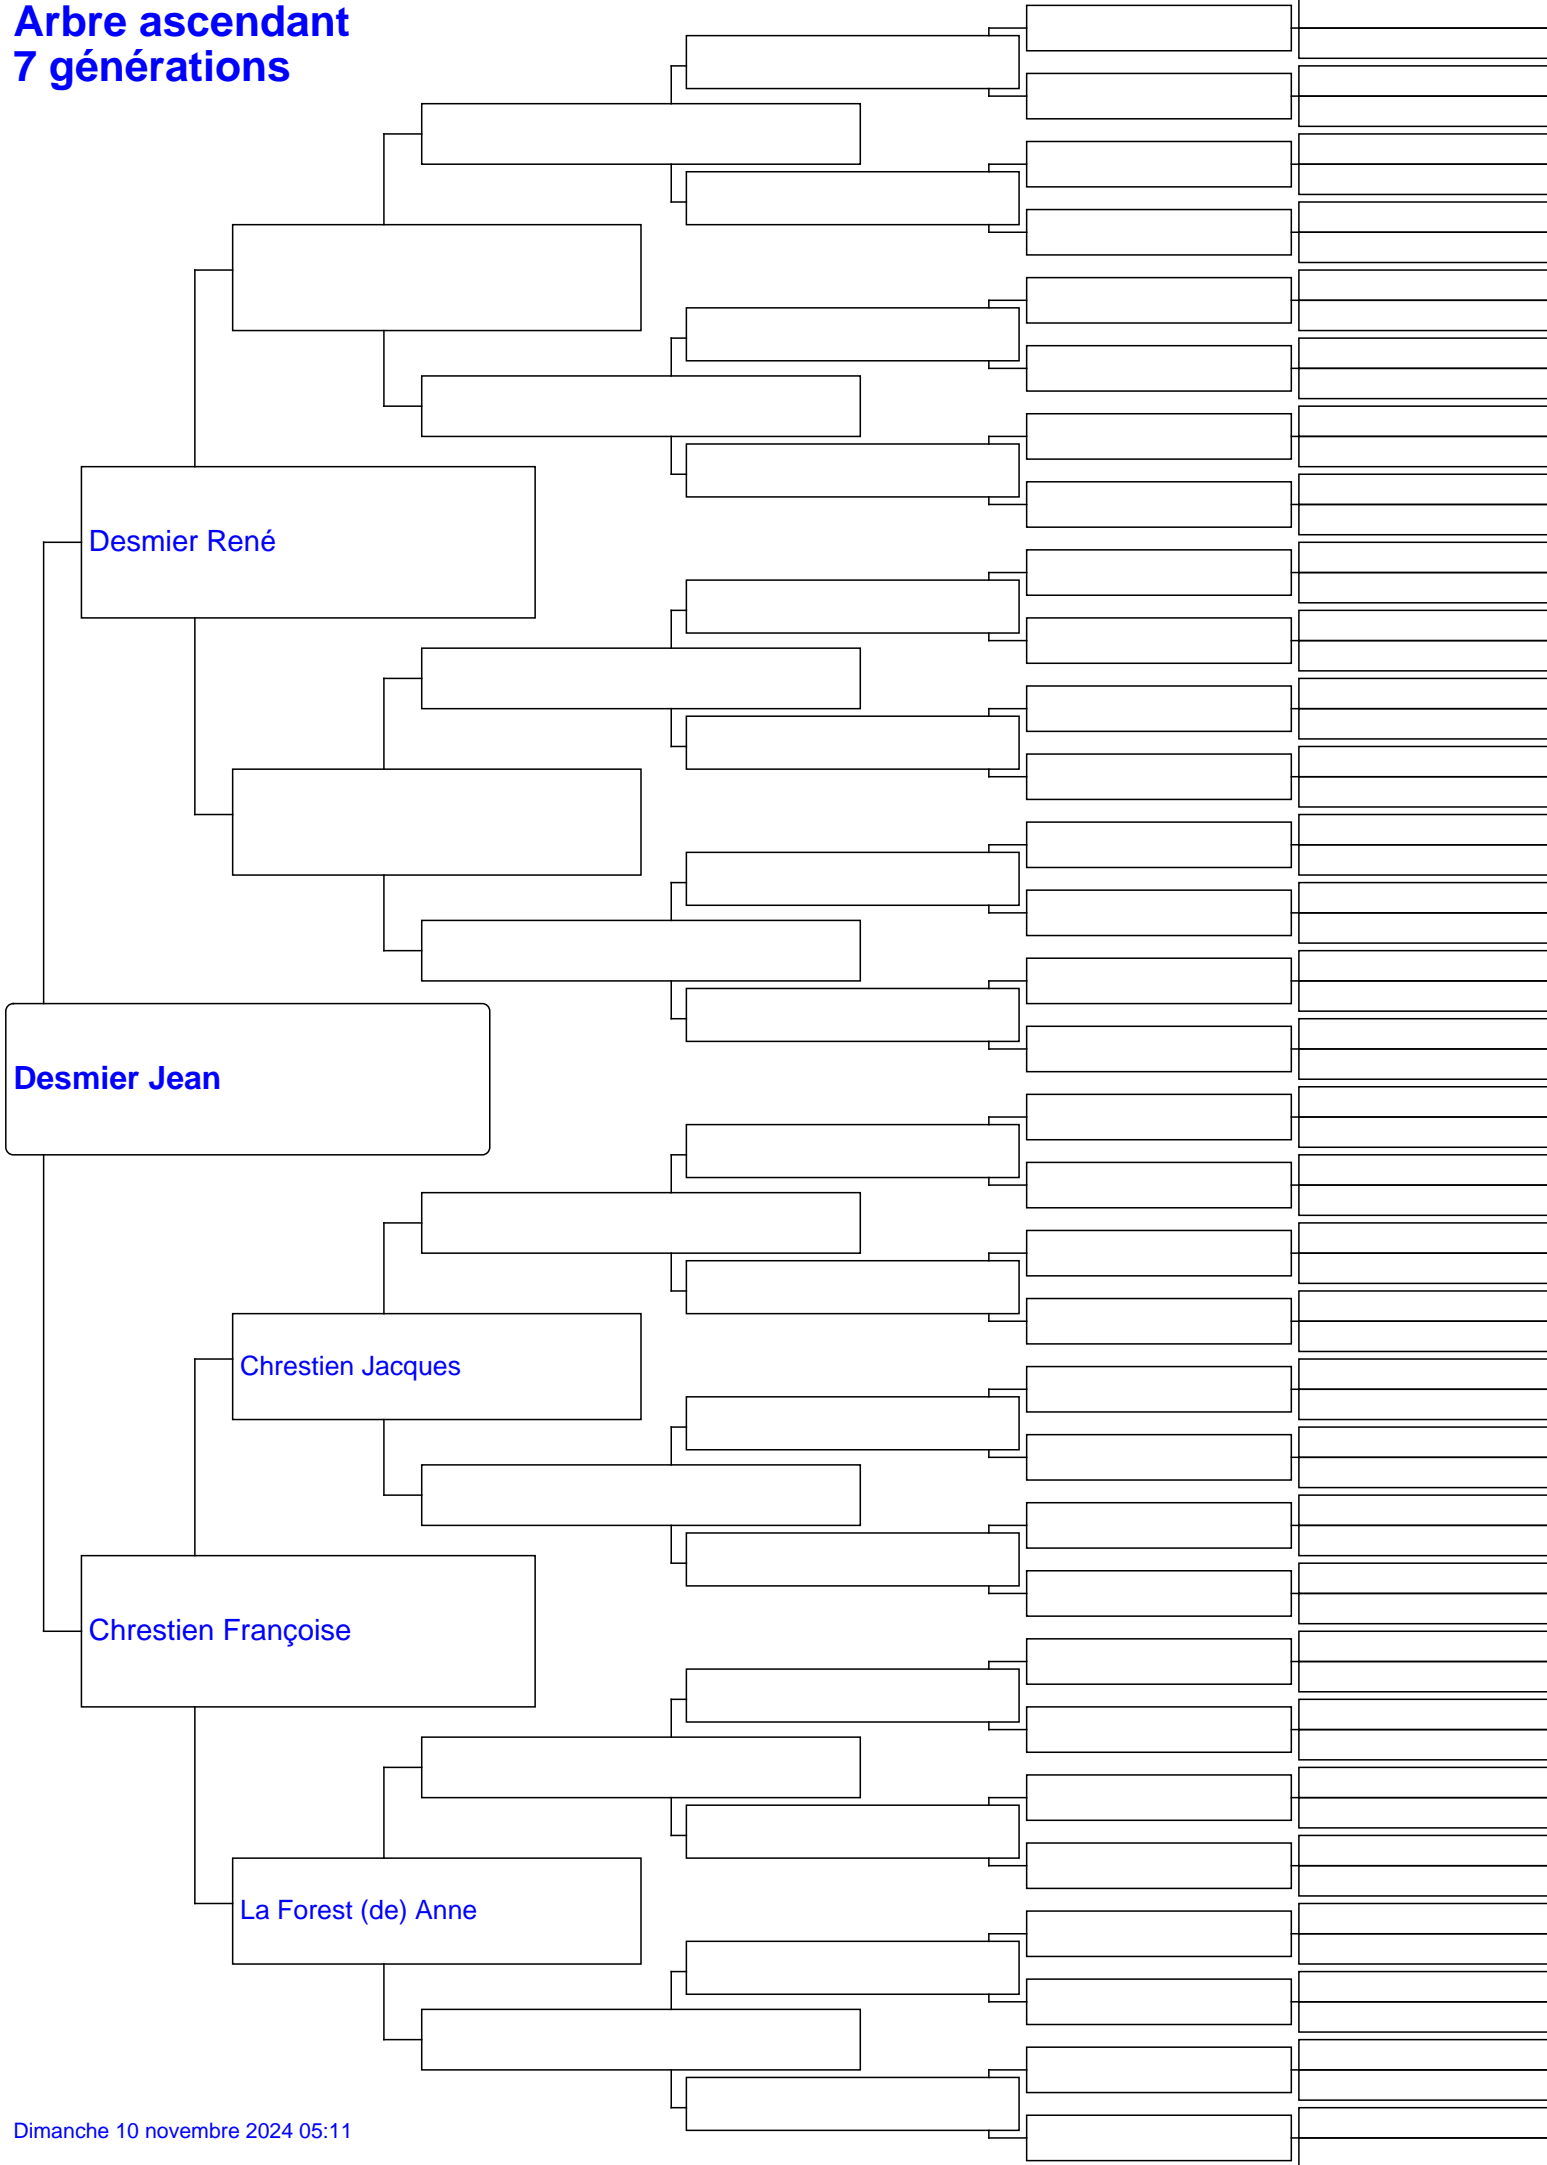 Arbre ascendant
7 générations
Desmier René
Desmier Jean
Chrestien Jacques
Chrestien Françoise
La Forest (de) Anne
Dimanche 10 novembre 2024 05:11